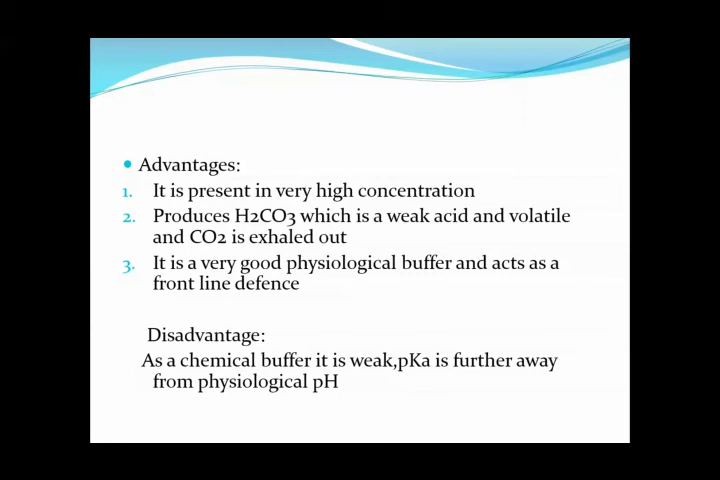 • Advantages:
1. It is present in very high concentration
2. Produces H2CO3 which is a weak acid and volatile
and CO2 is exhaled out
3. It is a very good physiological buffer and acts as a
front line defence
Disadvantage:
As a chemical buffer it is weak,pKa is further away
from physiological pH